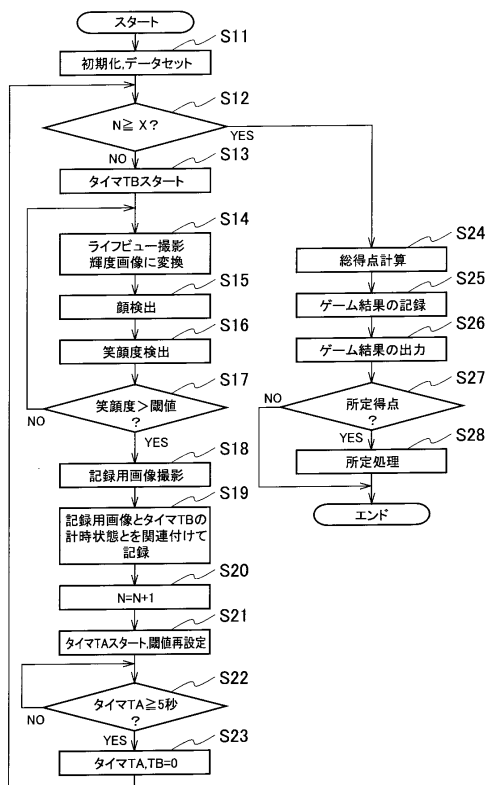 スタート
S11
初期化,データセット
S12
N≧X?
YES
NO
S13
タイマTBスタート
S14
ライフビュー撮影
輝度画像に変換
S15
顔検出
S16
笑顔度検出
S17
笑顔度>閾値
?
NO
YES
S18
記録用画像撮影
S19
記録用画像とタイマTBの
計時状態とを関連付けて
記録
S20
N=N+1
S21
タイマTAスタート,閾値再設定
S22
タイマTA≧5秒
?
NO
YES
S23
タイマTA,TB=0
S24
総得点計算
S25
ゲーム結果の記録
S26
ゲーム結果の出力
S27
所定得点
?
NO
YES
S28
所定処理
エンド